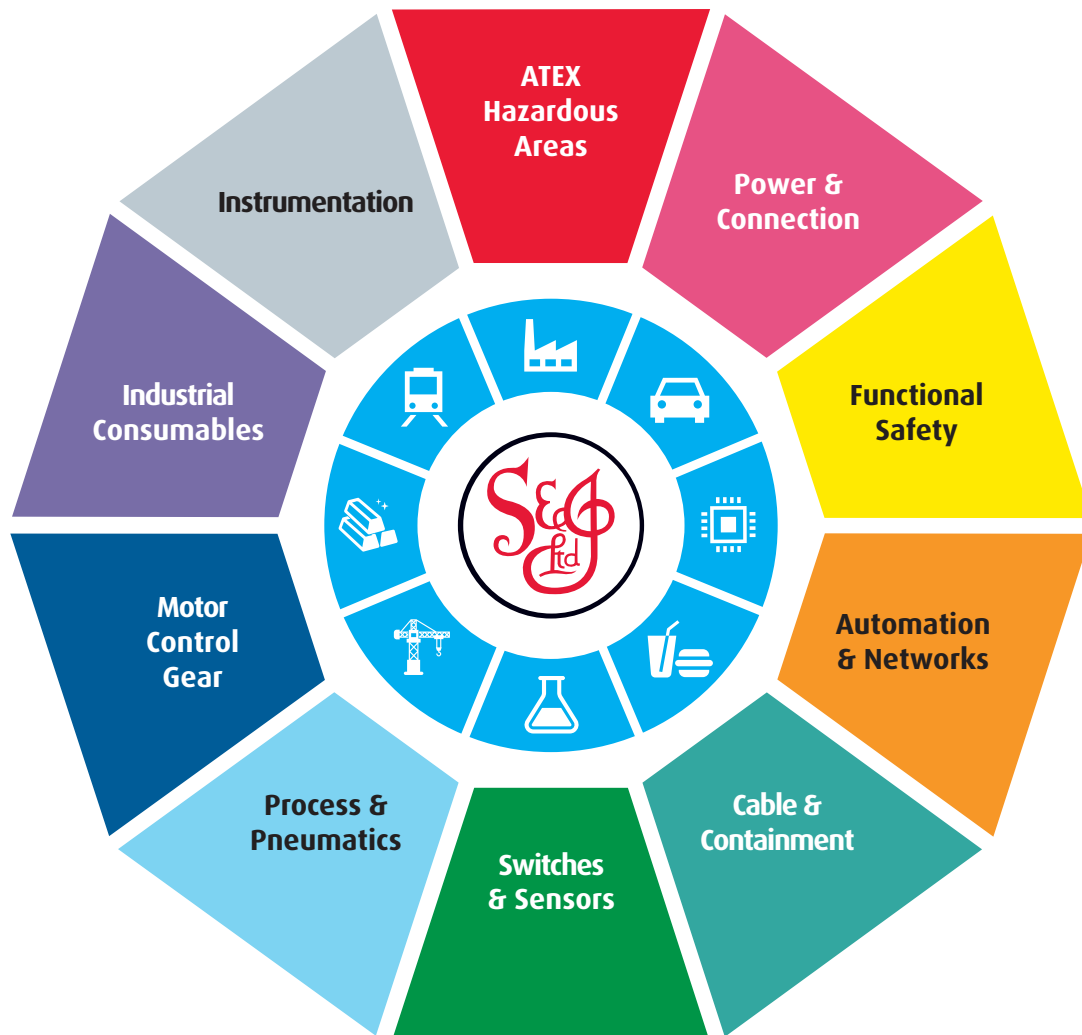 ATEX
Hazardous
Areas
Power &
Connection
Functional
Safety
Automation
& Networks
Cable &
Containment
Switches
& Sensors
Process &
Pneumatics
Motor
Control
Gear
Industrial
Consumables
Instrumentation
S&J
Ltd